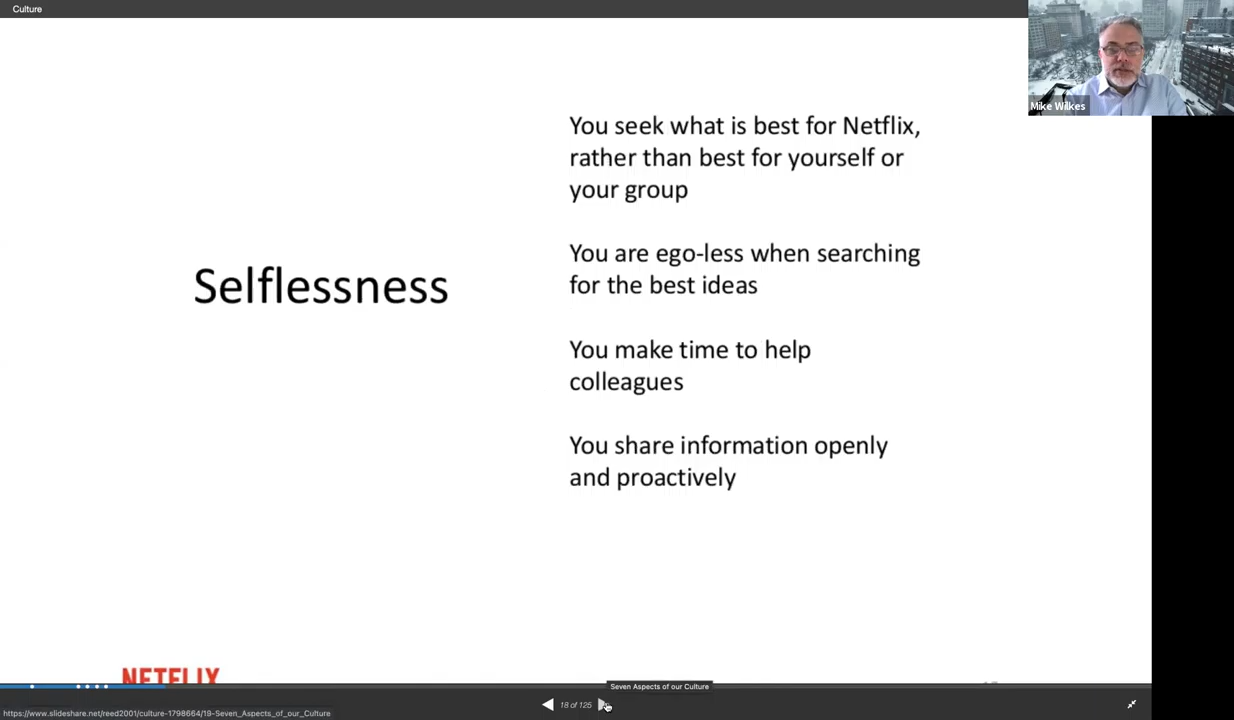 Culture
Mike Wilkes
You seek what is best for Netflix,
rather than best for yourself or
your group
You are ego-less when searching
for the best ideas
Selflessness
You make time to help
colleagues
You share information openly
and proactively
NETFLIX
Seven Aspects of our Culture
18 of 125
https://www.slideshare.net/reed2001/culture-1798664/19-Seven_Aspects_of_our_Culture